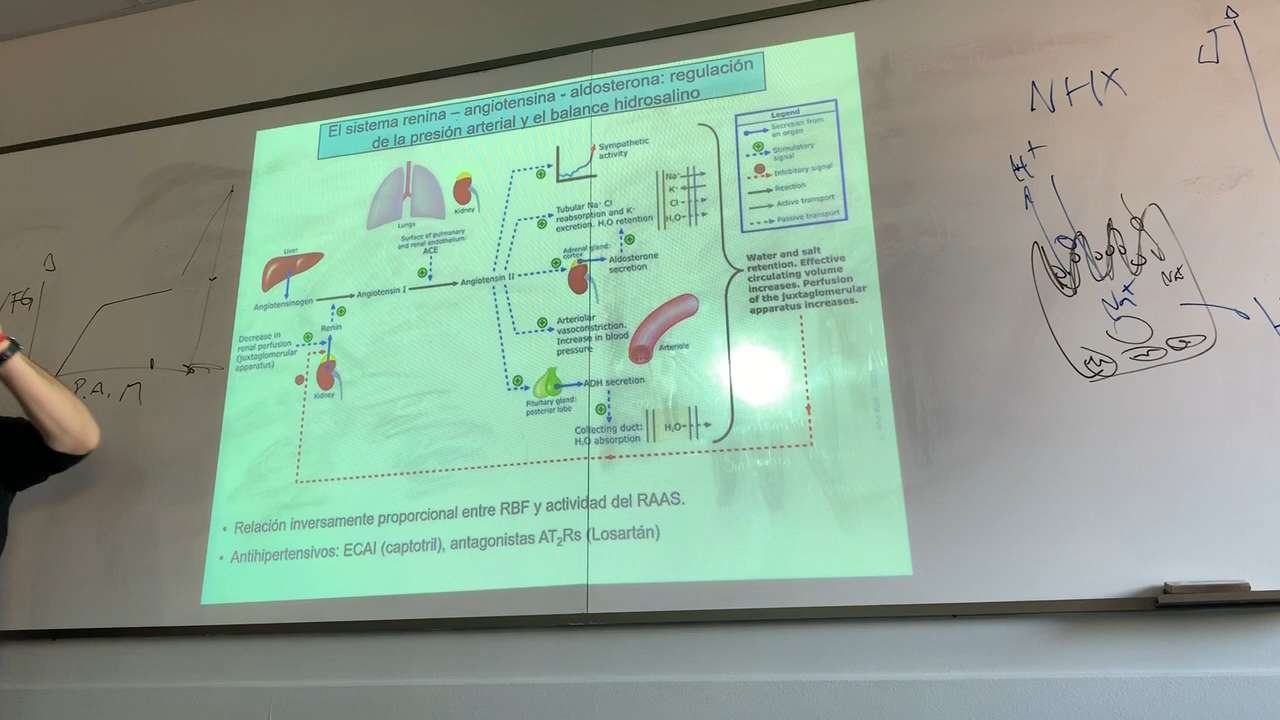 El sistema renina – angiotensina - aldosterona: regulación
de la presión arterial y el balance hidrosalino
Legend
Secretion from
an organ
Stimulatory
signal
Inhibitory signal
Reaction
Active transport
Passive transport
Lungs
Kidney
Surface of pulmonary
and renal endothelium:
ACE
Sympathetic
activity
Tubular Na⁺ Cl⁻
reabsorption and K⁺
excretion. H₂O retention
Na⁺
K⁺
Cl⁻
H₂O
Liver
Angiotensinogen
Angiotensin I
Angiotensin II
Adrenal gland:
cortex
Aldosterone
secretion
Decrease in
renal perfusion
(juxtaglomerular
apparatus)
Renin
Kidney
Arteriolar
vasoconstriction.
Increase in blood
pressure
Arteriole
Pituitary gland:
posterior lobe
ADH secretion
Collecting duct:
H₂O absorption
H₂O
Water and salt
retention. Effective
circulating volume
increases. Perfusion
of the juxtaglomerular
apparatus increases.
• Relación inversamente proporcional entre RBF y actividad del RAAS.
• Antihipertensivos: ECAI (captotril), antagonistas AT₂Rs (Losartán)
FG
P.A.M
NHX
H+